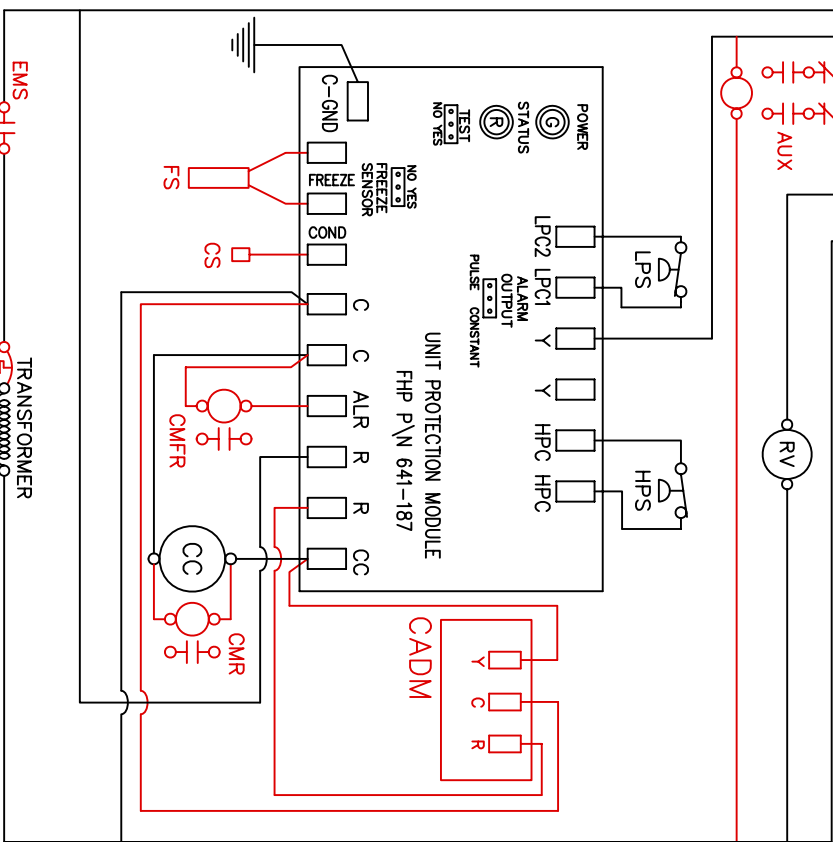 C-GND
POWER
G
STATUS
R
TEST
NO YES
NO YES
FREEZE
SENSOR
FREEZE
COND
C
C
ALR
R
R
CC
LPC2
LPC1
Y
Y
HPC
HPC
ALARM
OUTPUT
PULSE CONSTANT
UNIT PROTECTION MODULE
FHP P\N 641-187
EMS
TRANSFORMER
FS
CS
CMFR
CC
CMR
CADM
Y
C
R
LPS
HPS
AUX
RV